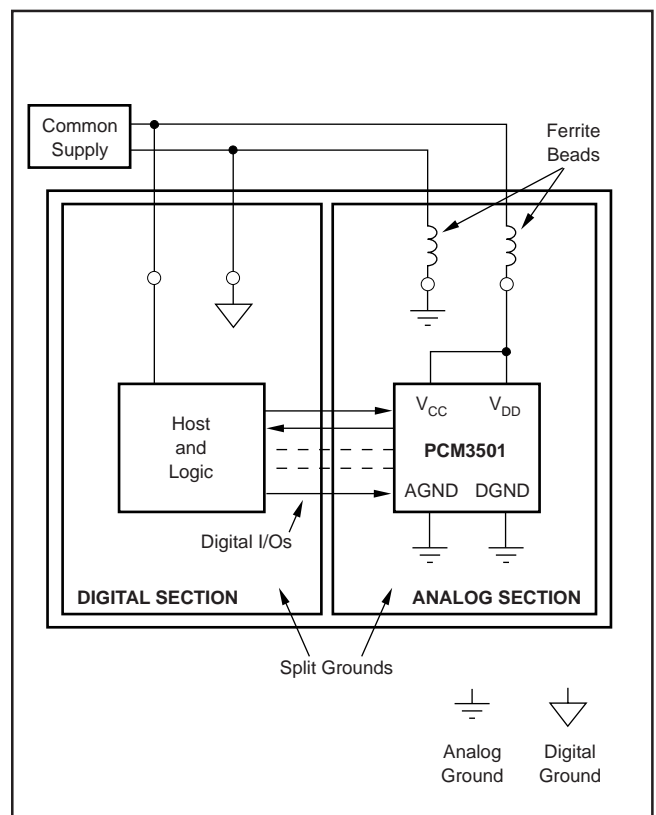 Common
Supply
Ferrite
Beads
Host
and
Logic
VCC VDD
PCM3501
AGND DGND
Digital I/Os
DIGITAL SECTION
ANALOG SECTION
Split Grounds
Analog
Ground
Digital
Ground